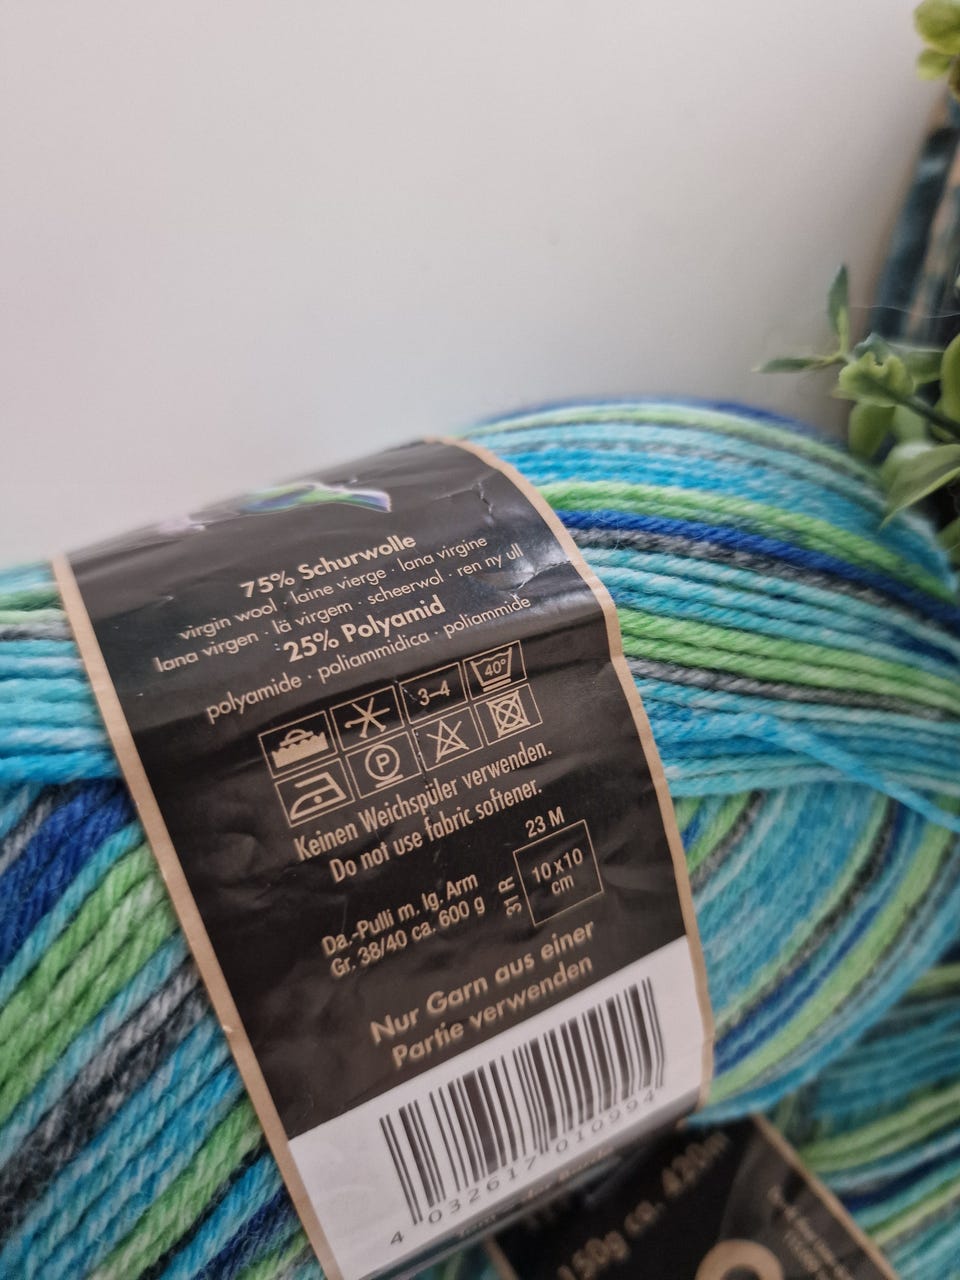 75% Schurwolle
virgin wool · laine vierge · lana virgine
lana virgen · lã virgem · scheerwol · ren ny ull
25% Polyamid
polyamide · poliammidica · poliammide
3–4 40°
P
Keinen Weichspüler verwenden.
Do not use fabric softener.
23 M
31 R
10 x 10
cm
Da.-Pulli m. lg. Arm
Gr. 38/40 ca. 600 g
Nur Garn aus einer
Partie verwenden
4 032617 010994
150g ca. 420m